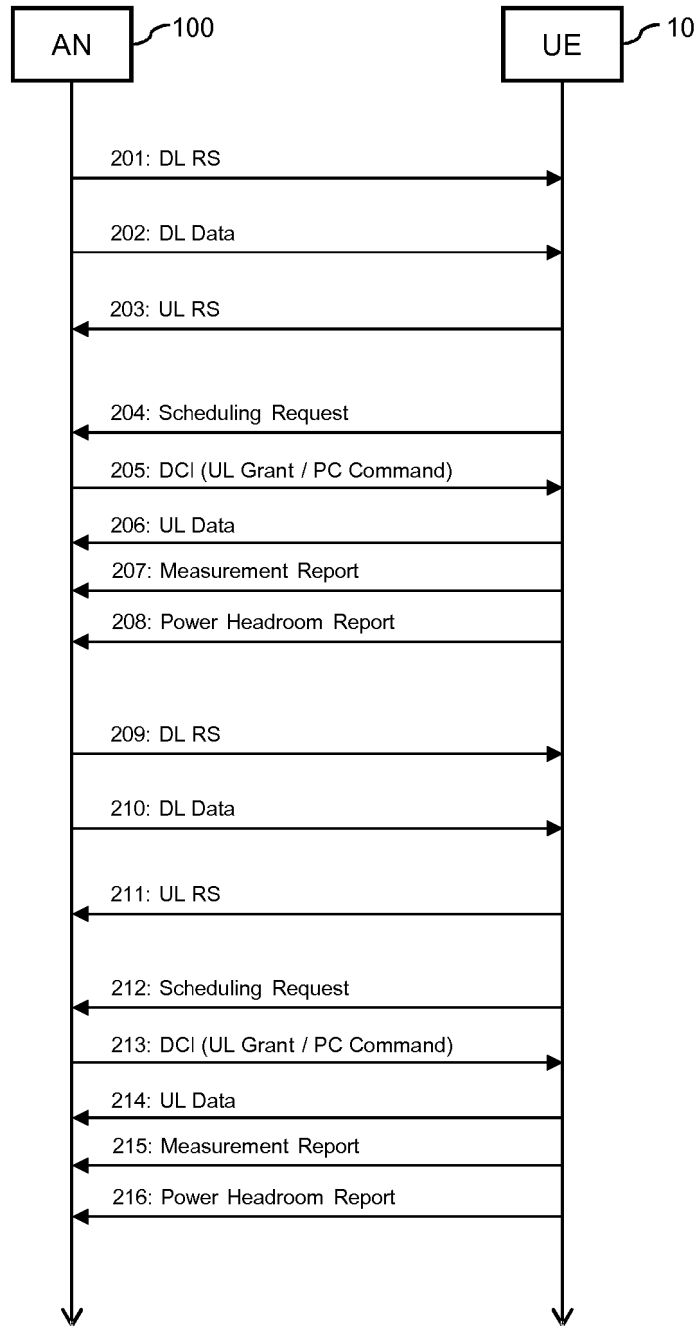 AN 100 UE 10
201: DL RS
202: DL Data
203: UL RS
204: Scheduling Request
205: DCI (UL Grant / PC Command)
206: UL Data
207: Measurement Report
208: Power Headroom Report
209: DL RS
210: DL Data
211: UL RS
212: Scheduling Request
213: DCI (UL Grant / PC Command)
214: UL Data
215: Measurement Report
216: Power Headroom Report